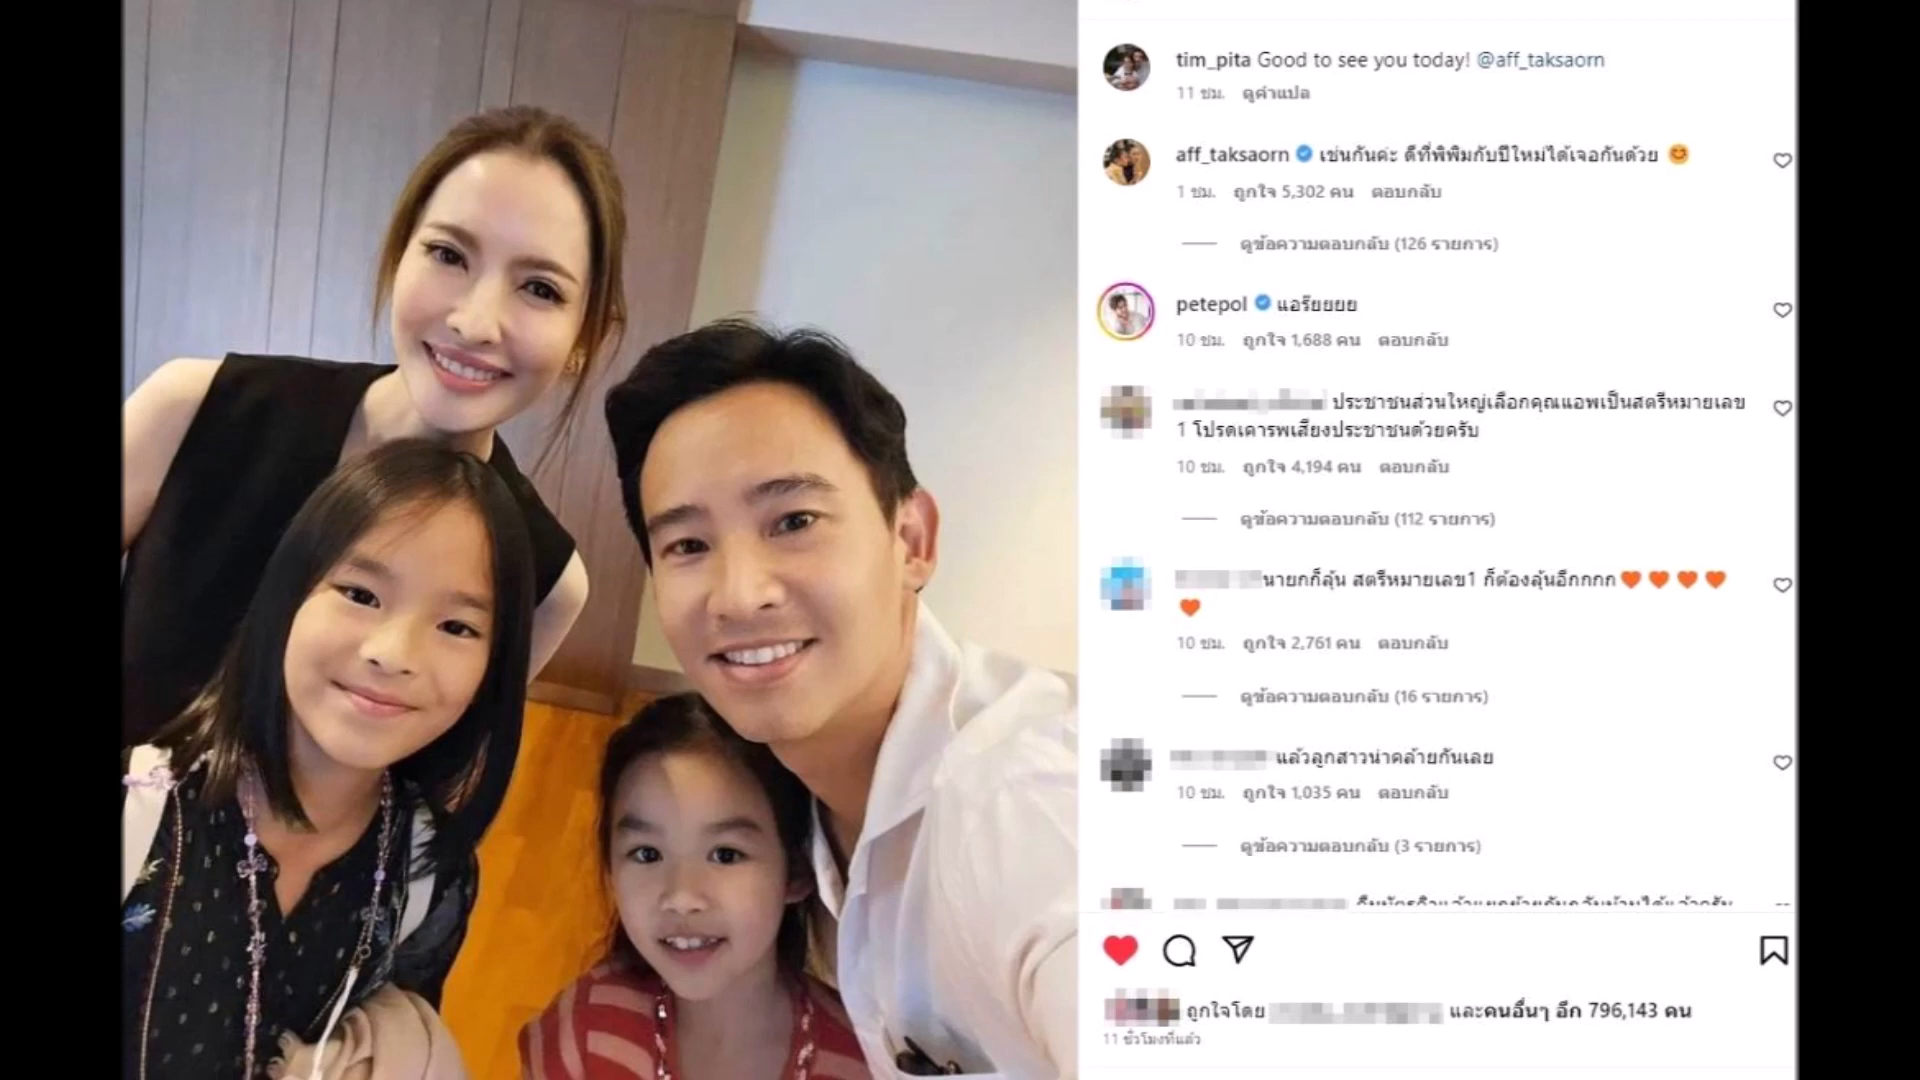 tim_pita Good to see you today! @aff_taksaorn
11 ชม. ดูคำแปล
aff_taksaorn เช่นกันค่ะ ดีที่พิพิมกับปีใหม่ได้เจอกันด้วย 😊
1 ชม. ถูกใจ 5,302 คน ตอบกลับ
ดูข้อความตอบกลับ (126 รายการ)
petepol แอร๊ยยยย
10 ชม. ถูกใจ 1,688 คน ตอบกลับ
ประชาชนส่วนใหญ่เลือกคุณแอพเป็นสตรีหมายเลข
1 โปรดเคารพเสียงประชาชนด้วยครับ
10 ชม. ถูกใจ 4,194 คน ตอบกลับ
ดูข้อความตอบกลับ (112 รายการ)
นายกก็ลุ้น สตรีหมายเลข1 ก็ต้องลุ้นอีกกกก🧡 🧡 🧡 🧡
🧡
10 ชม. ถูกใจ 2,761 คน ตอบกลับ
ดูข้อความตอบกลับ (16 รายการ)
แล้วลูกสาวน่าคล้ายกันเลย
10 ชม. ถูกใจ 1,035 คน ตอบกลับ
ดูข้อความตอบกลับ (3 รายการ)
ถูกใจโดย และคนอื่นๆ อีก 796,143 คน
11 ชั่วโมงที่แล้ว